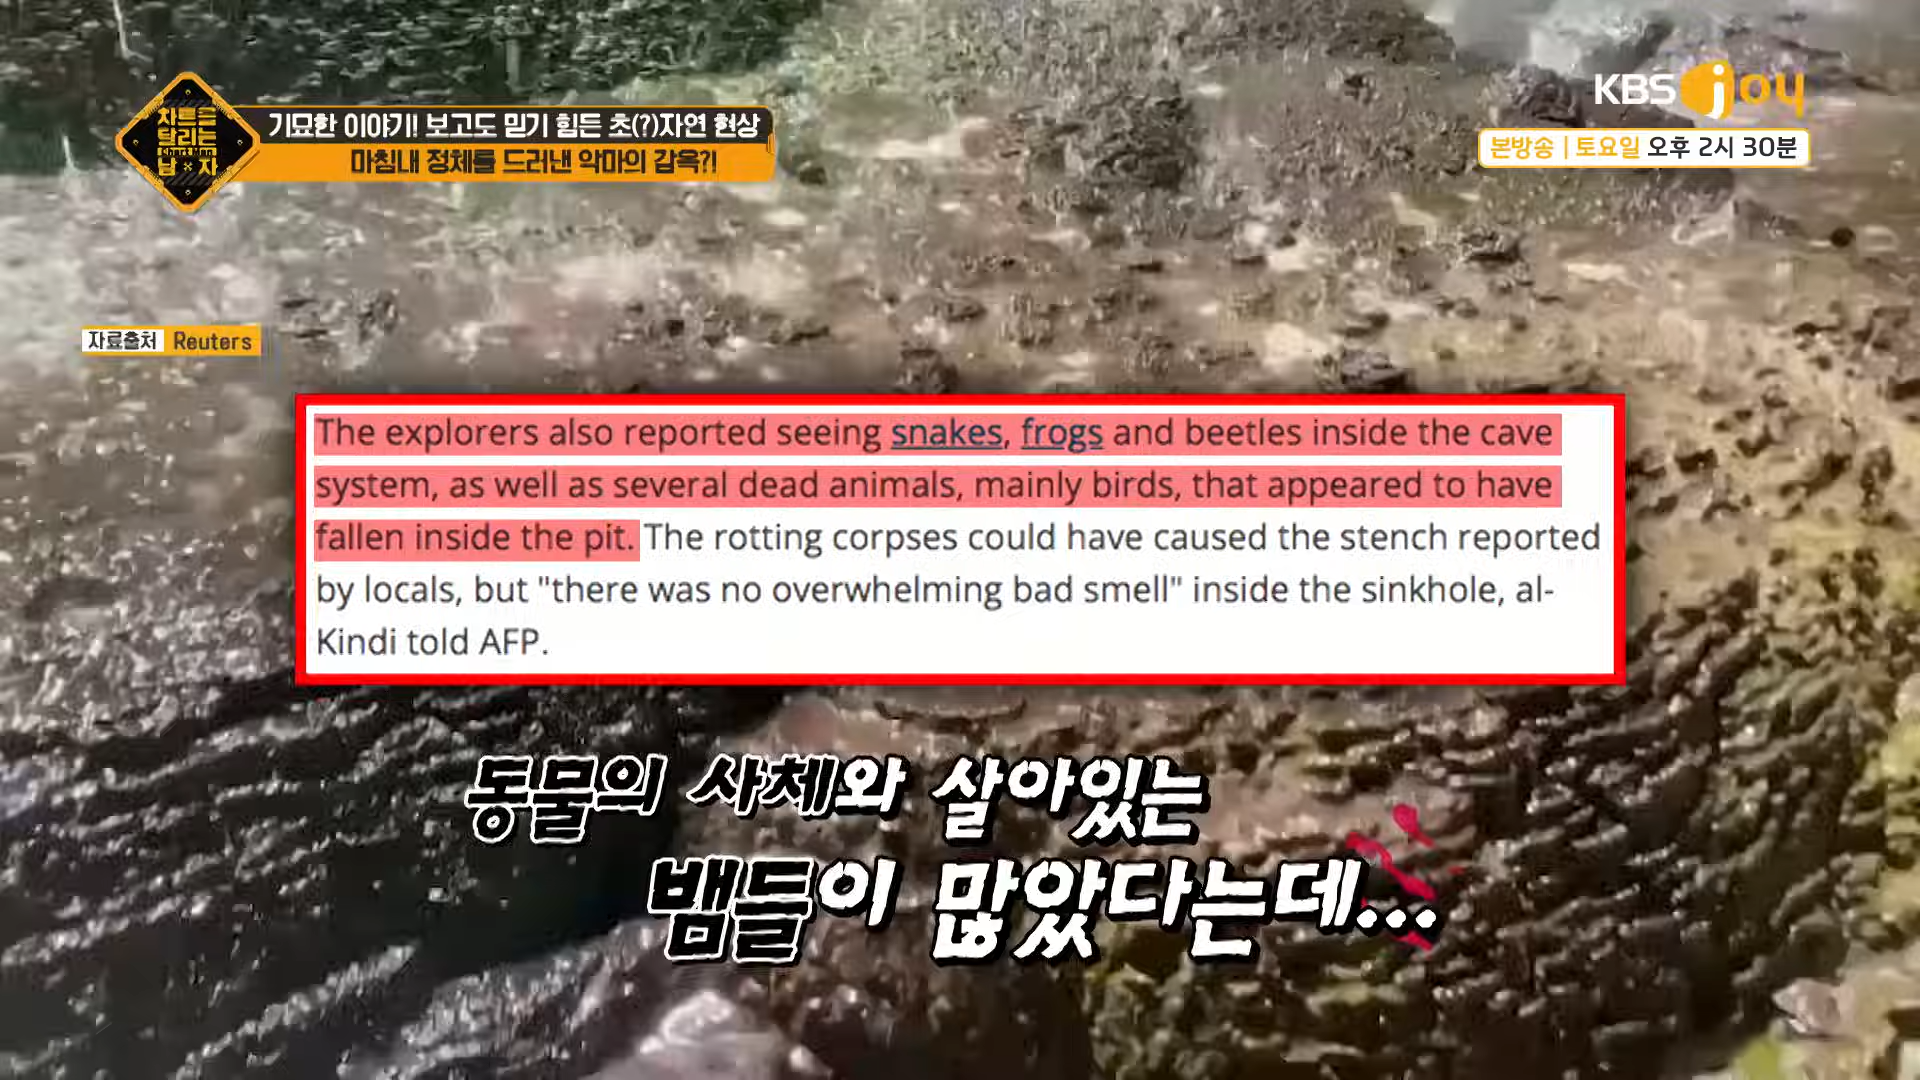 차트를
달리는
Chart Men
남×자
기묘한 이야기! 보고도 믿기 힘든 초(?)자연 현상
마침내 정체를 드러낸 악마의 감옥?!
KBS joy
본방송 | 토요일 오후 2시 30분
자료출처 Reuters
The explorers also reported seeing snakes, frogs and beetles inside the cave
system, as well as several dead animals, mainly birds, that appeared to have
fallen inside the pit. The rotting corpses could have caused the stench reported
by locals, but "there was no overwhelming bad smell" inside the sinkhole, al-
Kindi told AFP.
동물의 사체와 살아있는
뱀들이 많았다는데...